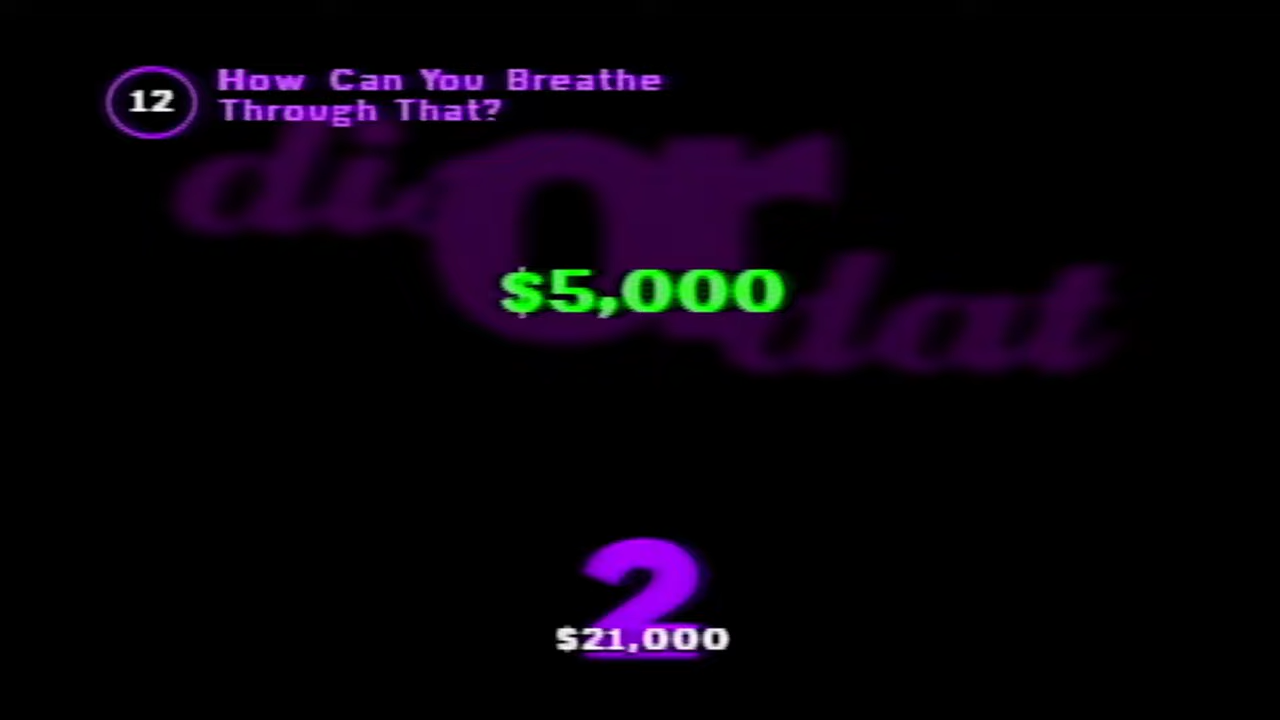 12
How Can You Breathe
Through That?
dis
or
dat
$5,000
2
$21,000